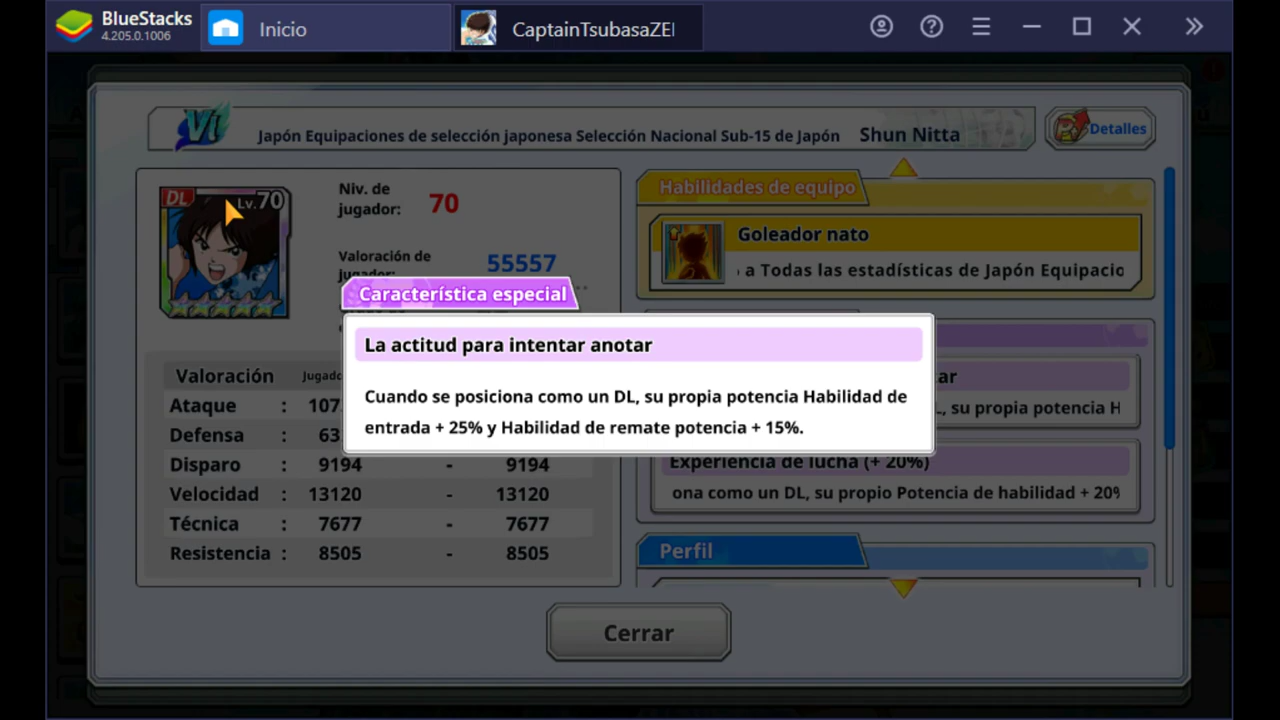 BlueStacks
4.205.0.1006
Inicio
CaptainTsubasaZE
VI
Japón Equipaciones de selección japonesa Selección Nacional Sub-15 de Japón Shun Nitta
Detalles
DL Lv.70
Niv. de
jugador: 70
Valoración de
jugador: 55557
Habilidades de equipo
Goleador nato
a Todas las estadísticas de Japón Equipacio
Característica especial
La actitud para intentar anotar
Cuando se posiciona como un DL, su propia potencia Habilidad de
entrada + 25% y Habilidad de remate potencia + 15%.
Valoración Jugad
Ataque : 107
Defensa : 63
Disparo : 9194 - 9194
Velocidad : 13120 - 13120
Técnica : 7677 - 7677
Resistencia : 8505 - 8505
ar
, su propia potencia H
Experiencia de lucha (+ 20%)
ona como un DL, su propio Potencia de habilidad + 20%
Perfil
Cerrar